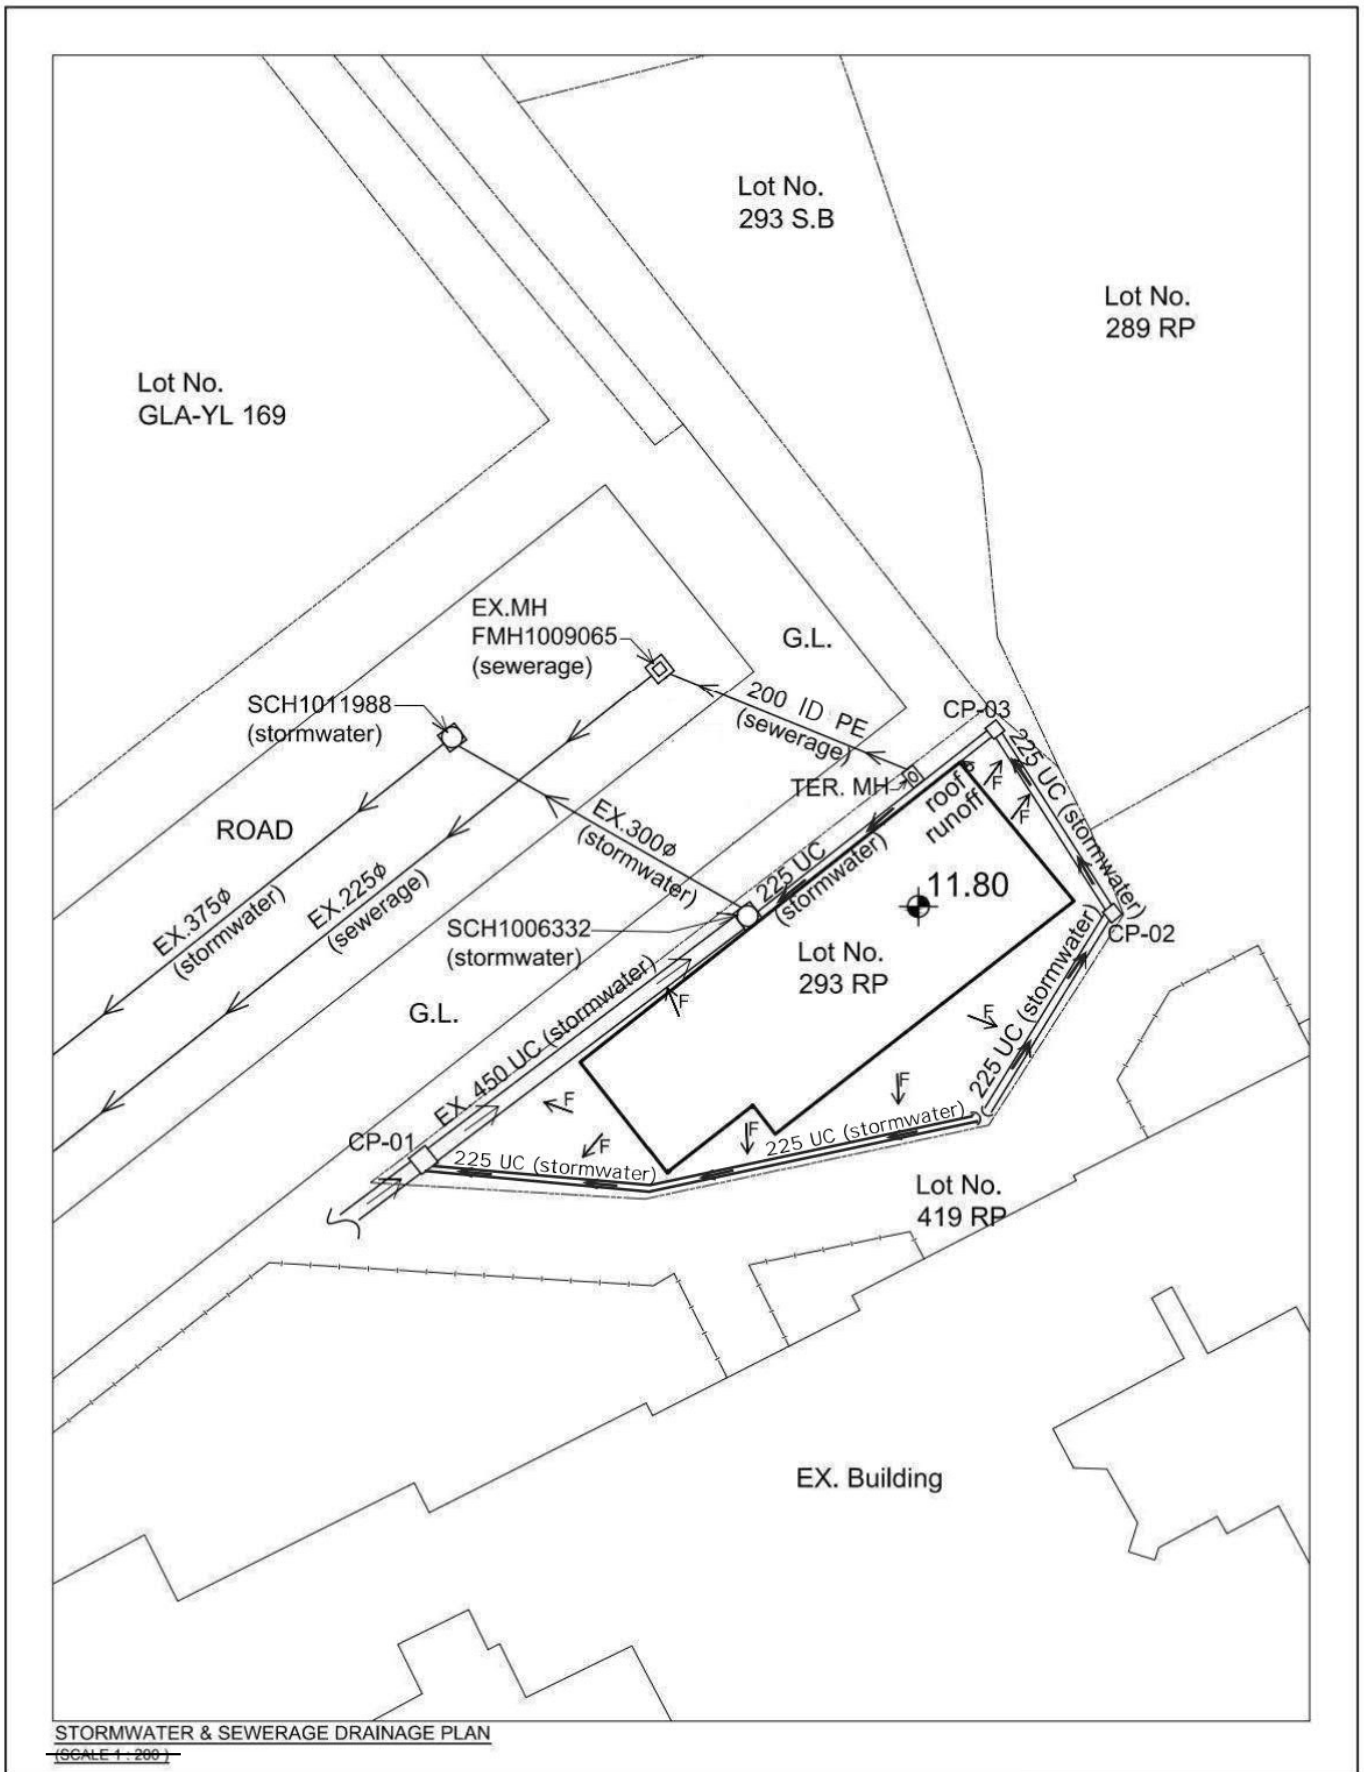 Lot No.
293 S.B
Lot No.
289 RP
Lot No.
GLA-YL 169
EX.MH
FMH1009065
(sewerage)
G.L.
SCH1011988
(stormwater)
200 ID PE
(sewerage)
CP-03
225 UC (stormwater)
TER. MH
roof
runoff
F
F
ROAD
EX.300ø
(stormwater)
225 UC
(stormwater)
11.80
EX.375ø
(stormwater)
EX.225ø
(sewerage)
SCH1006332
(stormwater)
Lot No.
293 RP
CP-02
G.L.
EX. 450 UC (stormwater)
F
F
225 UC (stormwater)
F
F
F
F
CP-01
225 UC (stormwater)
225 UC (stormwater)
Lot No.
419 RP
EX. Building
STORMWATER & SEWERAGE DRAINAGE PLAN
(SCALE 1 : 200 )